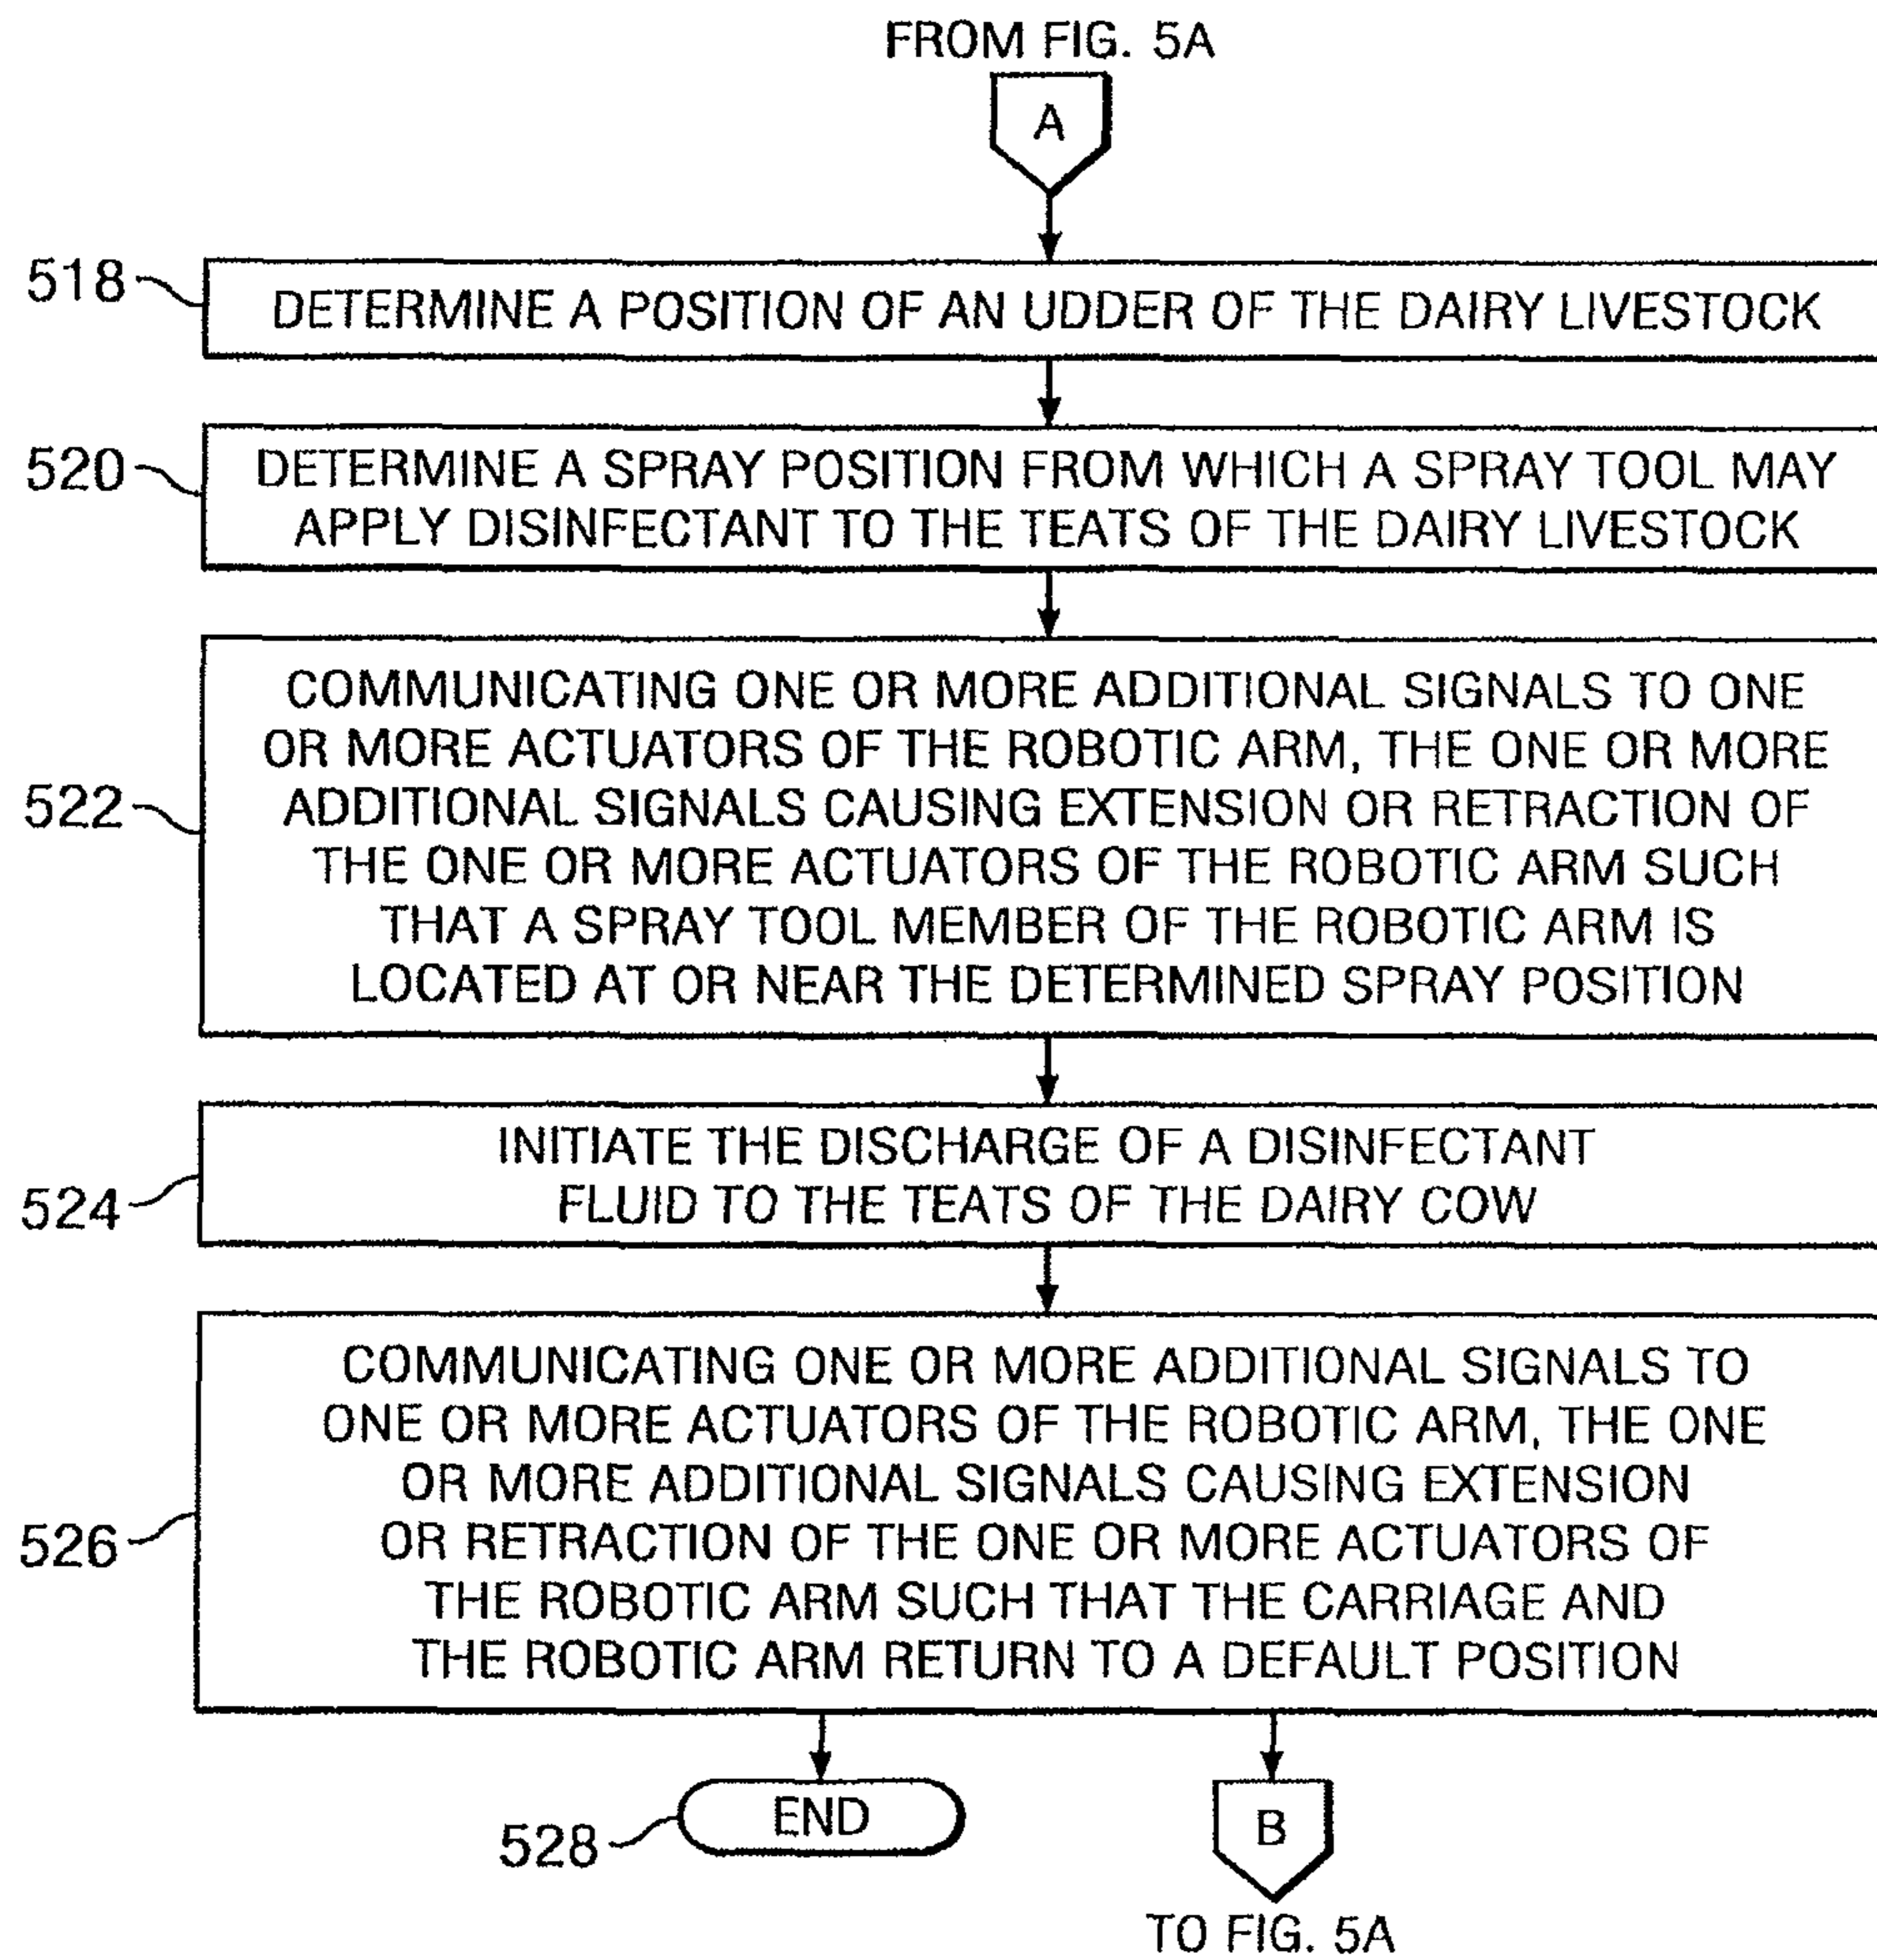 FROM FIG. 5A
A
518
DETERMINE A POSITION OF AN UDDER OF THE DAIRY LIVESTOCK
520
DETERMINE A SPRAY POSITION FROM WHICH A SPRAY TOOL MAY
APPLY DISINFECTANT TO THE TEATS OF THE DAIRY LIVESTOCK
522
COMMUNICATING ONE OR MORE ADDITIONAL SIGNALS TO ONE
OR MORE ACTUATORS OF THE ROBOTIC ARM, THE ONE OR MORE
ADDITIONAL SIGNALS CAUSING EXTENSION OR RETRACTION OF
THE ONE OR MORE ACTUATORS OF THE ROBOTIC ARM SUCH
THAT A SPRAY TOOL MEMBER OF THE ROBOTIC ARM IS
LOCATED AT OR NEAR THE DETERMINED SPRAY POSITION
524
INITIATE THE DISCHARGE OF A DISINFECTANT
FLUID TO THE TEATS OF THE DAIRY COW
526
COMMUNICATING ONE OR MORE ADDITIONAL SIGNALS TO
ONE OR MORE ACTUATORS OF THE ROBOTIC ARM, THE ONE
OR MORE ADDITIONAL SIGNALS CAUSING EXTENSION
OR RETRACTION OF THE ONE OR MORE ACTUATORS OF
THE ROBOTIC ARM SUCH THAT THE CARRIAGE AND
THE ROBOTIC ARM RETURN TO A DEFAULT POSITION
528
END
B
TO FIG. 5A